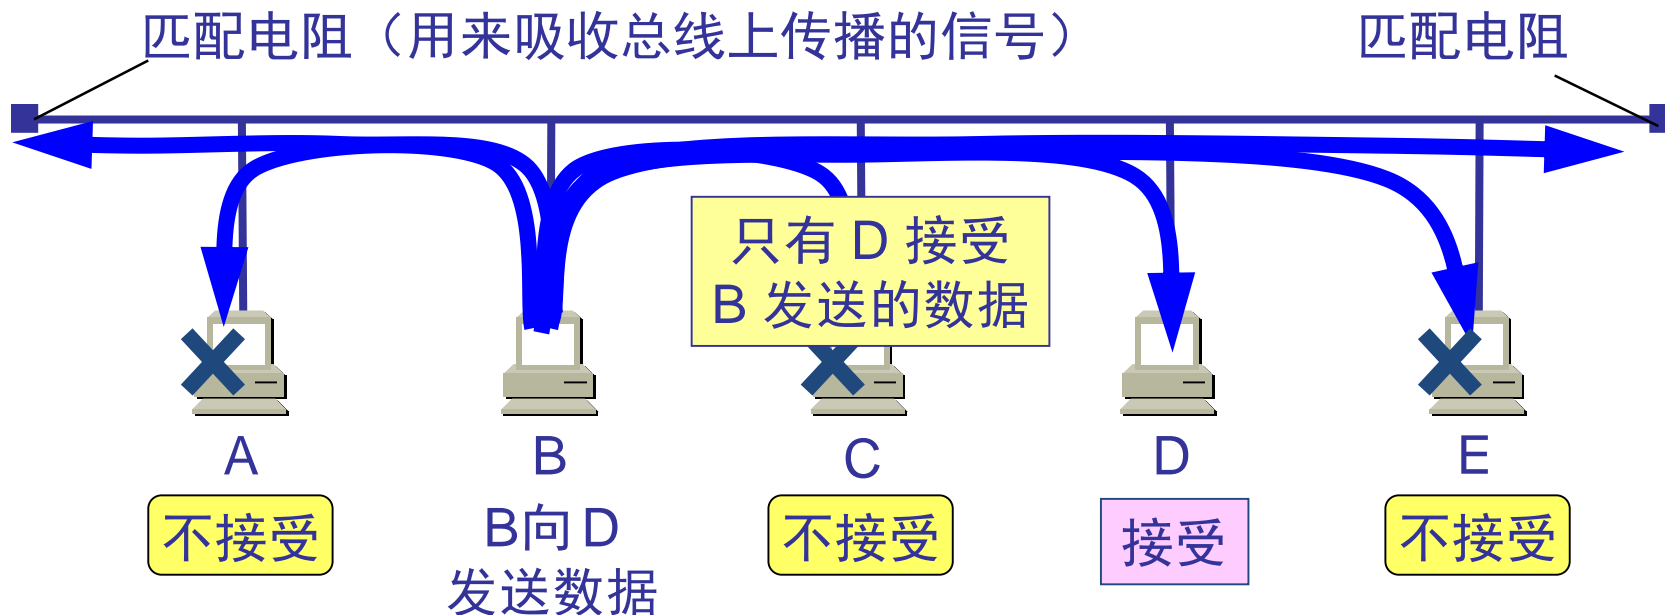 匹配电阻（用来吸收总线上传播的信号）
匹配电阻
只有 D 接受
B 发送的数据
A
B
C
D
E
不接受
B向 D
发送数据
不接受
接受
不接受